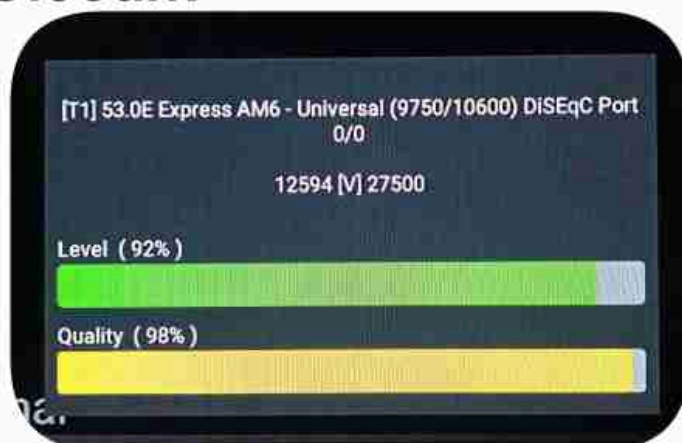 [T1] 53.0E Express AM6 - Universal (9750/10600) DiSEqC Port
0/0
12594 [V] 27500
Level ( 92% )
Quality ( 98% )